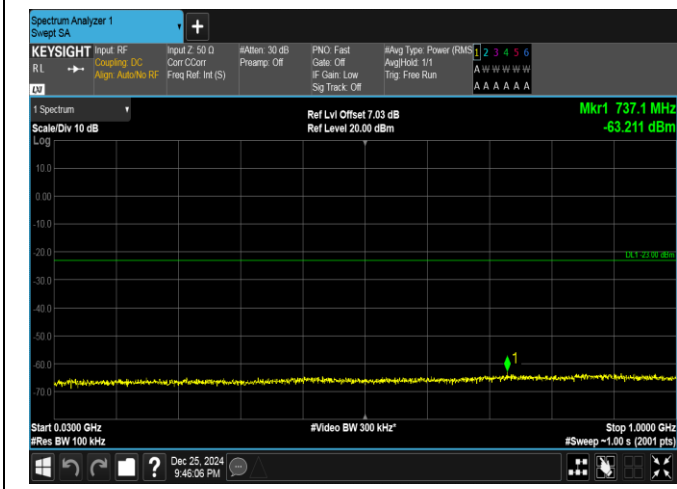 Spectrum Analyzer 1
Swept SA
+
KEYSIGHT Input: RF Input Z: 50 Ω #Atten: 30 dB PNO: Fast #Avg Type: Power (RMS 1 2 3 4 5 6
RL Coupling: DC Corr CCorr Preamp: Off Gate: Off Avg|Hold: 1/1 A W W W W W
Align: Auto/No RF Freq Ref: Int (S) IF Gain: Low Trig: Free Run
LXI Sig Track: Off A A A A A A
1 Spectrum Ref Lvl Offset 7.03 dB Mkr1 737.1 MHz
Scale/Div 10 dB Ref Level 20.00 dBm -63.211 dBm
Log
10.0
0.00
-10.0
-20.0
DL1 -23.00 dBm
-30.0
-40.0
-50.0
-60.0
1
-70.0
Start 0.0300 GHz #Video BW 300 kHz* Stop 1.0000 GHz
#Res BW 100 kHz #Sweep ~1.00 s (2001 pts)
? Dec 25, 2024
9:46:06 PM